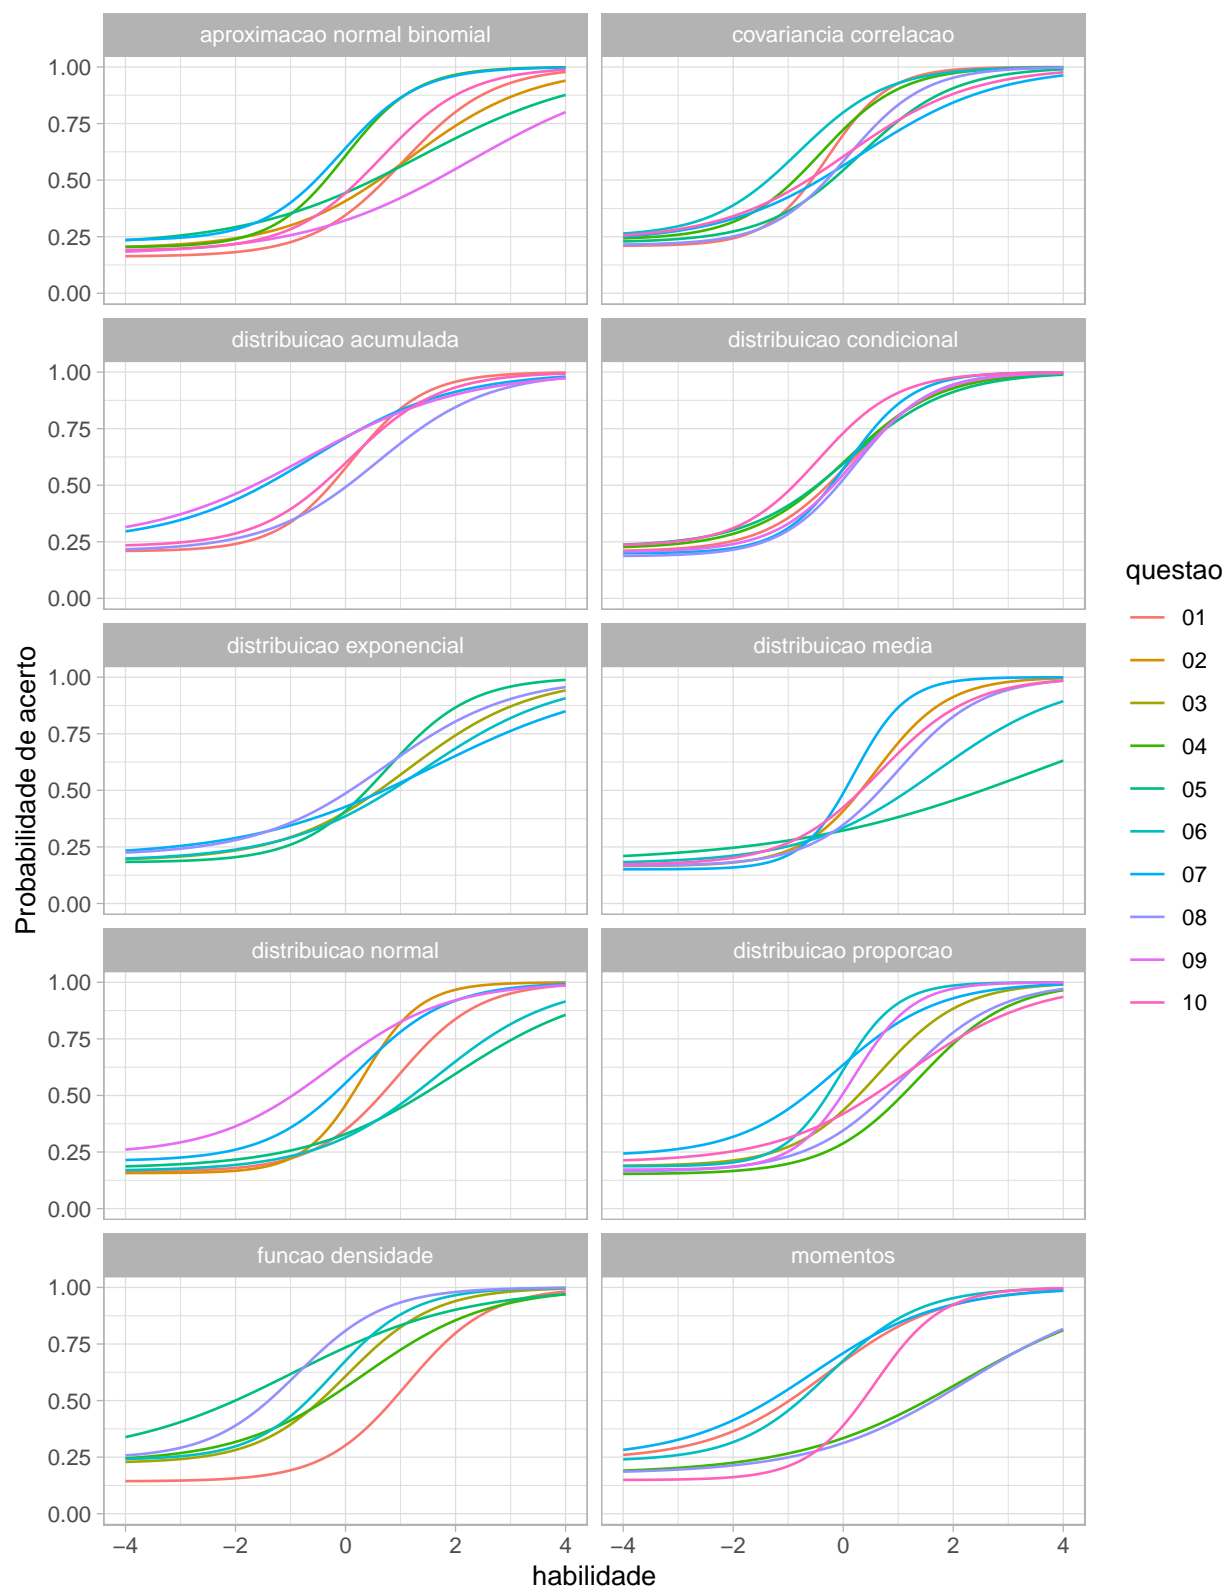 aproximacao normal binomial
covariancia correlacao
1.00
0.75
0.50
0.25
0.00
distribuicao acumulada
distribuicao condicional
1.00
0.75
0.50
0.25
0.00
distribuicao exponencial
distribuicao media
1.00
0.75
0.50
0.25
0.00
distribuicao normal
distribuicao proporcao
1.00
0.75
0.50
0.25
0.00
funcao densidade
momentos
1.00
0.75
0.50
0.25
0.00
−4 −2 0 2 4
−4 −2 0 2 4
habilidade
Probabilidade de acerto
questao
01
02
03
04
05
06
07
08
09
10